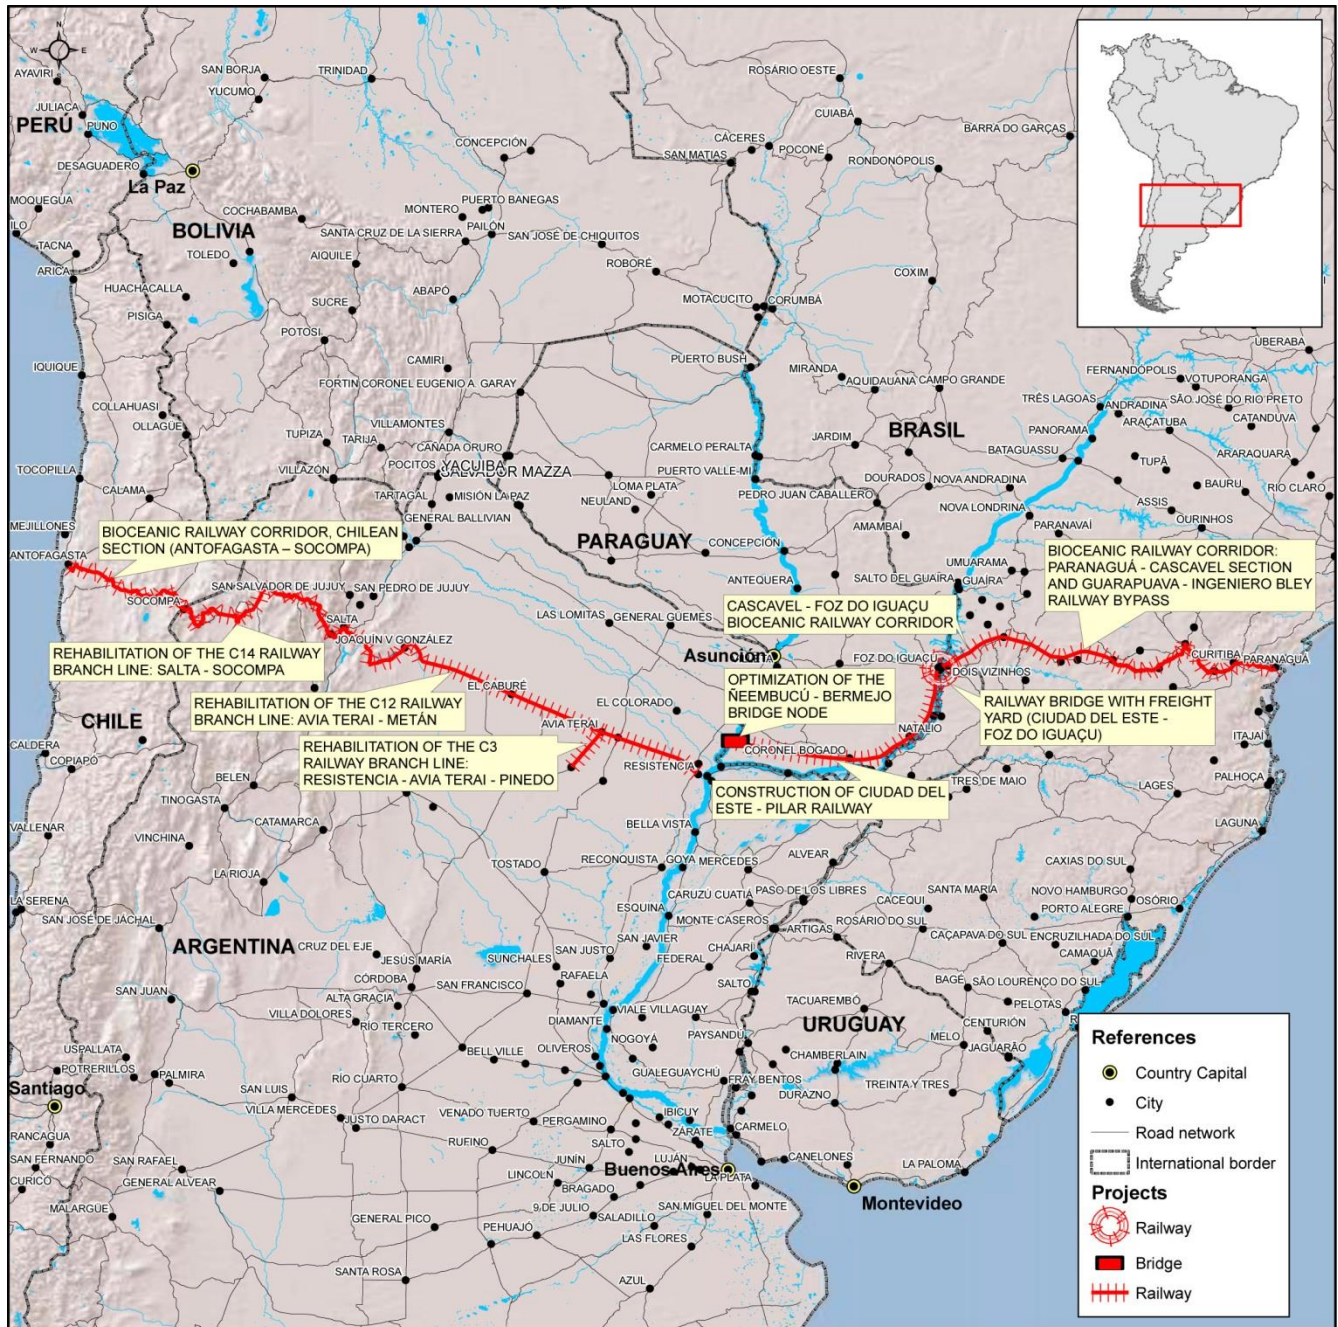 N
W
E
S
AYAVIRI
SAN BORJA
TRINIDAD
ROSÁRIO OESTE
YUCUMO
JULIACA
PERÚ
PUNO
CUIABÁ
BARRA DO GARÇAS
CONCEPCIÓN
CÁCERES
POCONÉ
SAN MATIAS
RONDONÓPOLIS
DESAGUADERO
La Paz
MOQUEGUA
ILO
COCHABAMBA
MONTERO
PUERTO BANEGAS
BOLIVIA
SANTA CRUZ DE LA SIERRA
PAILÓN
SAN JOSÉ DE CHIQUITOS
TACNA
TOLEDO
AIQUILE
ROBORÉ
COXIM
ARICA
HUACHACALLA
SUCRE
ABAPÓ
MOTACUCITO
CORUMBÁ
PISIGA
POTOSI
UBERABA
CAMIRI
PUERTO BUSH
MIRANDA
IQUIQUE
FORTIN CORONEL EUGENIO A. GARAY
AQUIDAUANA
CAMPO GRANDE
FERNANDOPOLIS
VOTUPORANGA
TRÊS LAGOAS
SÃO JOSÉ DO RIO PRETO
COLLAHUASI
ANDRADINA
CATANDUVA
OLLAGÜE
VILLAMONTES
BRASIL
PANORAMA
ARAÇATUBA
TUPIZA
TARIJA
CAÑADA ORURO
CARMELO PERALTA
JARDIM
BATAGUASSU
ARARAQUARA
TOCOPILLA
VILLAZÓN
POCITOS
YACUIBA
SALVADOR MAZZA
PUERTO VALLE-MI
TUPÃ
CALAMA
TARTAGAL
MISIÓN LA PAZ
LOMA PLATA
NEULAND
PEDRO JUAN CABALLERO
DOURADOS
NOVA ANDRADINA
BAURU
RIO CLARO
ASSIS
MEJILLONES
GENERAL BALLIVIAN
NOVA LONDRINA
OURINHOS
BIOCEANIC RAILWAY CORRIDOR, CHILEAN
SECTION (ANTOFAGASTA – SOCOMPA)
PARAGUAY
AMAMBAÍ
PARANAVAÍ
ANTOFAGASTA
CONCEPCIÓN
BIOCEANIC RAILWAY CORRIDOR:
PARANAGUÁ - CASCAVEL SECTION
AND GUARAPUAVA - INGENIERO BLEY
RAILWAY BYPASS
UMUARAMA
SAN SALVADOR DE JUJUY
SAN PEDRO DE JUJUY
ANTEQUERA
SALTO DEL GUAÍRA
GUAÍRA
SOCOMPA
SALTA
LAS LOMITAS
GENERAL GÜEMES
CASCAVEL - FOZ DO IGUAÇU
BIOCEANIC RAILWAY CORRIDOR
JOAQUÍN V GONZÁLEZ
REHABILITATION OF THE C14 RAILWAY
BRANCH LINE: SALTA - SOCOMPA
Asunción
FOZ DO IGUAÇU
CURITIBA
PARANAGUÁ
DOIS VIZINHOS
OPTIMIZATION OF THE
ÑEEMBUCÚ - BERMEJO
BRIDGE NODE
REHABILITATION OF THE C12 RAILWAY
BRANCH LINE: AVIA TERAI - METÁN
EL CABURÉ
EL COLORADO
RAILWAY BRIDGE WITH FREIGHT
YARD (CIUDAD DEL ESTE -
FOZ DO IGUAÇU)
CHILE
AVIA TERAI
NATALIO
CALDERA
REHABILITATION OF THE C3
RAILWAY BRANCH LINE:
RESISTENCIA - AVIA TERAI - PINEDO
CORONEL BOGADO
ITAJAÍ
COPIAPÓ
RESISTENCIA
BELEN
TRES DE MAIO
LAGES
PALHOÇA
CONSTRUCTION OF CIUDAD DEL
ESTE - PILAR RAILWAY
TINOGASTA
CATAMARCA
BELLA VISTA
LAGUNA
VALLENAR
VINCHINA
TOSTADO
RECONQUISTA
GOYA
MERCEDES
ALVEAR
CAXIAS DO SUL
LA RIOJA
CARUZÚ CUATIÁ
PASO DE LOS LIBRES
SANTA MARÍA
NOVO HAMBURGO
LA SERENA
ESQUINA
CACEQUI
OSÓRIO
SAN JOSÉ DE JÁCHAL
MONTE CASEROS
ROSÁRIO DO SUL
PORTO ALEGRE
ARTIGAS
ARGENTINA
CRUZ DEL EJE
SAN JAVIER
CHAJARÍ
CAÇAPAVA DO SUL
ENCRUZILHADA DO SUL
JESÚS MARÍA
SUNCHALES
SAN JUSTO
FEDERAL
RIVERA
CAMAQUÃ
CÓRDOBA
RAFAELA
SAN JUAN
ALTA GRACIA
SAN FRANCISCO
SALTO
BAGÉ
SÃO LOURENÇO DO SUL
VILLA DOLORES
VIALE
VILLAGUAY
TACUAREMBÓ
PELOTAS
RÍO TERCERO
DIAMANTE
PAYSANDÚ
URUGUAY
CENTURIÓN
USPALLATA
NOGOYÁ
MELO
JAGUARÃO
POTRERILLOS
BELL VILLE
OLIVEROS
CHAMBERLAIN
PALMIRA
GUALEGUAYCHÚ
Santiago
SAN LUIS
RÍO CUARTO
FRAY BENTOS
TREINTA Y TRES
DURAZNO
VILLA MERCEDES
JUSTO DARACT
VENADO TUERTO
PERGAMINO
IBICUY
RANCAGUA
ZÁRATE
CARMELO
RUFINO
SALTO
SAN FERNANDO
SAN RAFAEL
JUNÍN
LUJÁN
CANELONES
LA PALOMA
CURICO
GENERAL ALVEAR
LINCOLN
Buenos Aires
LA PLATA
BRAGADO
Montevideo
MALARGÜE
GENERAL PICO
9 DE JULIO
SALADILLO
SAN MIGUEL DEL MONTE
PEHUAJÓ
LAS FLORES
SANTA ROSA
AZUL
References
Country Capital
City
Road network
International border
Projects
Railway
Bridge
Railway